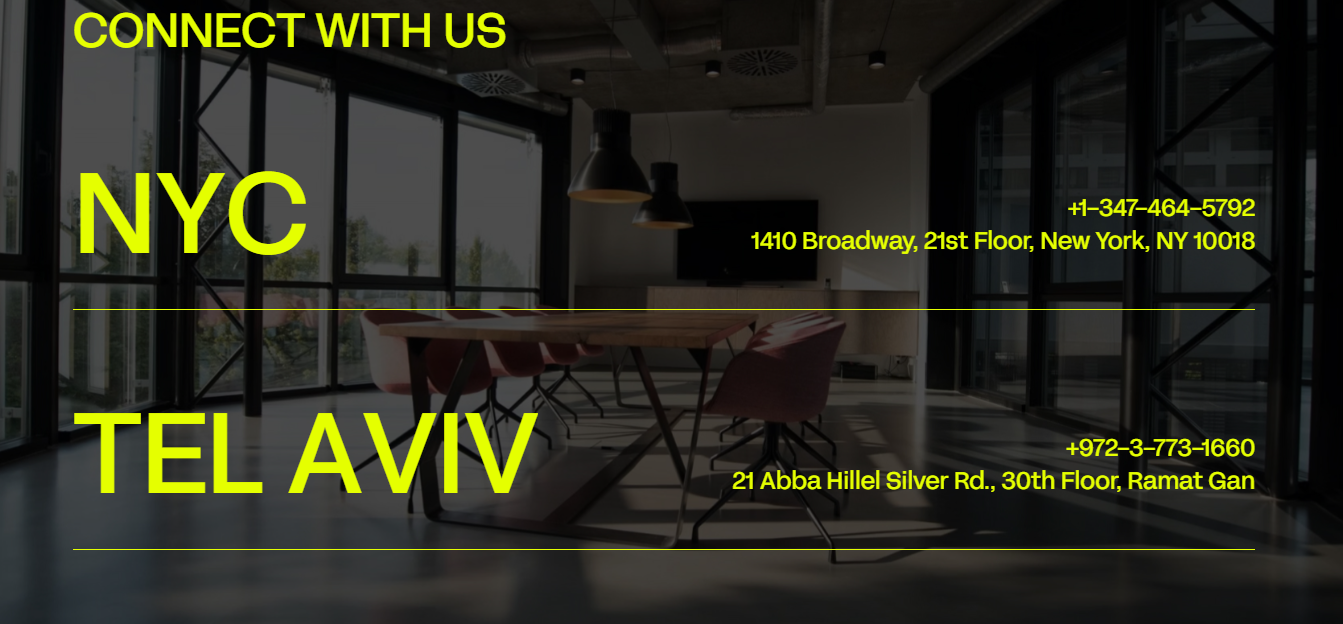 CONNECT WITH US
NYC
+1-347-464-5792
1410 Broadway, 21st Floor, New York, NY 10018
TEL AVIV
+972-3-773-1660
21 Abba Hillel Silver Rd., 30th Floor, Ramat Gan